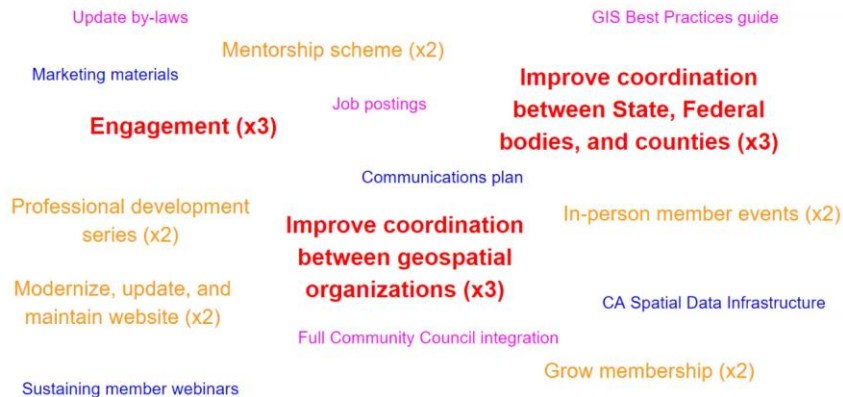 Update by-laws
GIS Best Practices guide
Mentorship scheme (x2)
Marketing materials
Improve coordination
between State, Federal
bodies, and counties (x3)
Job postings
Engagement (x3)
Communications plan
Professional development
series (x2)
Improve coordination
between geospatial
organizations (x3)
In-person member events (x2)
Modernize, update, and
maintain website (x2)
CA Spatial Data Infrastructure
Full Community Council integration
Grow membership (x2)
Sustaining member webinars